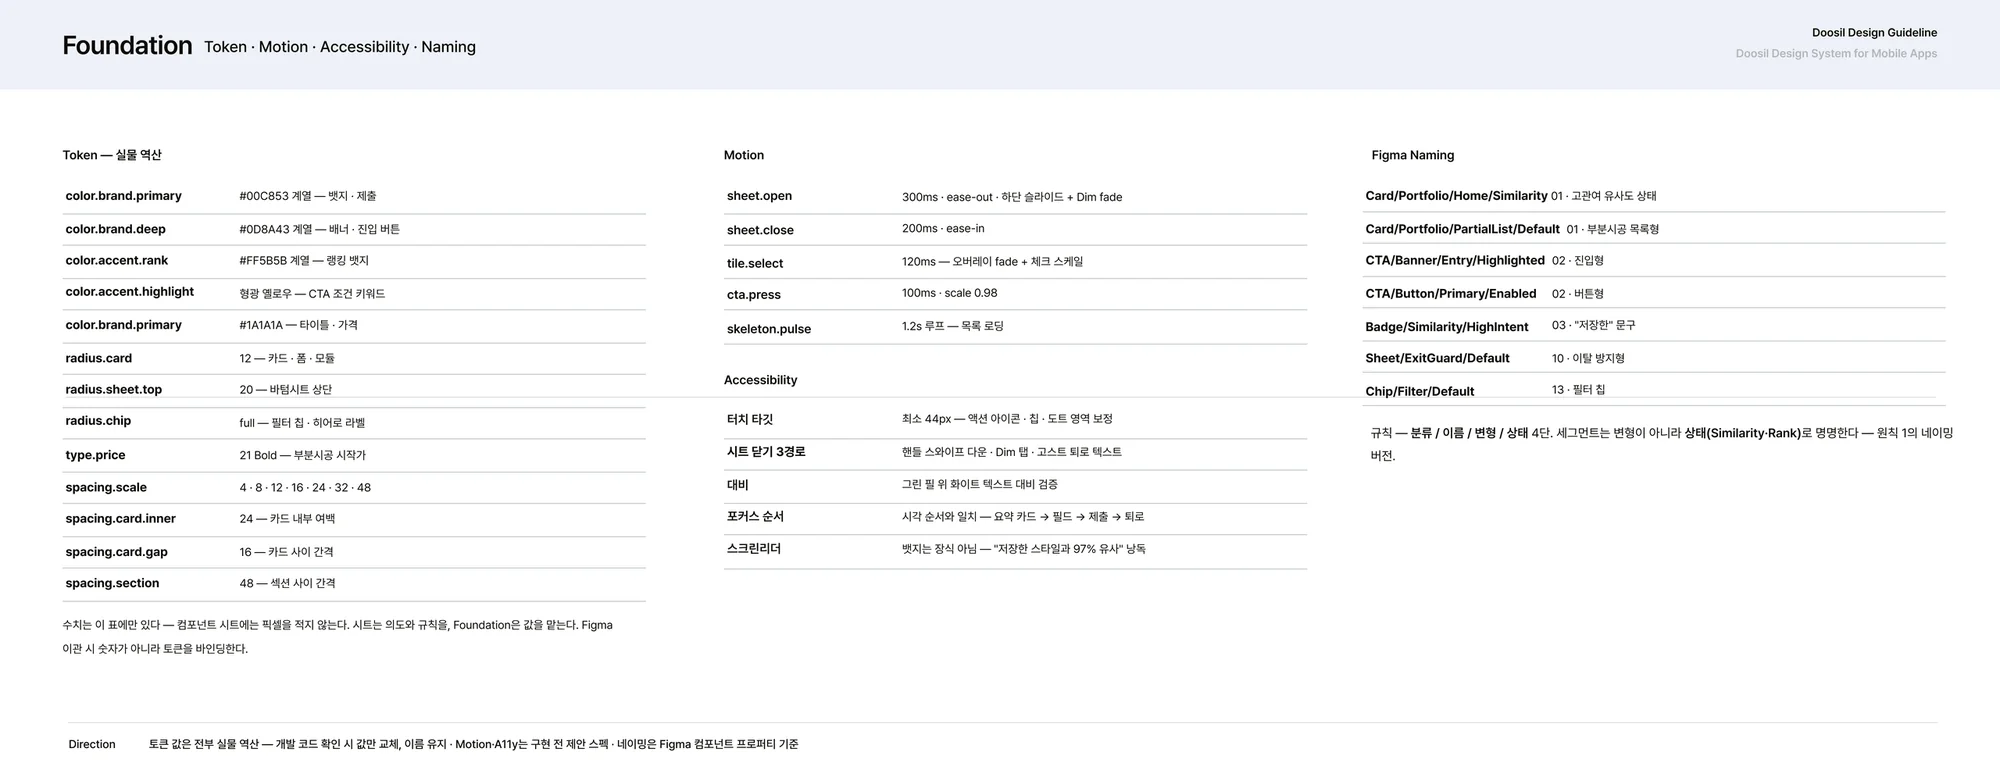 Foundation Token · Motion · Accessibility · Naming
Doosil Design Guideline
Doosil Design System for Mobile Apps
Token — 실물 역산
color.brand.primary #00C853 계열 — 뱃지 · 제출
color.brand.deep #0D8A43 계열 — 배너 · 진입 버튼
color.accent.rank #FF5B5B 계열 — 랭킹 뱃지
color.accent.highlight 형광 옐로우 — CTA 조건 키워드
color.brand.primary #1A1A1A — 타이틀 · 가격
radius.card 12 — 카드 · 폼 · 모듈
radius.sheet.top 20 — 바텀시트 상단
radius.chip full — 필터 칩 · 히어로 라벨
type.price 21 Bold — 부분시공 시작가
spacing.scale 4 · 8 · 12 · 16 · 24 · 32 · 48
spacing.card.inner 24 — 카드 내부 여백
spacing.card.gap 16 — 카드 사이 간격
spacing.section 48 — 섹션 사이 간격
수치는 이 표에만 있다 — 컴포넌트 시트에는 픽셀을 적지 않는다. 시트는 의도와 규칙을, Foundation은 값을 맡는다. Figma
이관 시 숫자가 아니라 토큰을 바인딩한다.
Motion
sheet.open 300ms · ease-out · 하단 슬라이드 + Dim fade
sheet.close 200ms · ease-in
tile.select 120ms — 오버레이 fade + 체크 스케일
cta.press 100ms · scale 0.98
skeleton.pulse 1.2s 루프 — 목록 로딩
Accessibility
터치 타깃 최소 44px — 액션 아이콘 · 칩 · 도트 영역 보정
시트 닫기 3경로 핸들 스와이프 다운 · Dim 탭 · 고스트 퇴로 텍스트
대비 그린 필 위 화이트 텍스트 대비 검증
포커스 순서 시각 순서와 일치 — 요약 카드 → 필드 → 제출 → 퇴로
스크린리더 뱃지는 장식 아님 — "저장한 스타일과 97% 유사" 낭독
Figma Naming
Card/Portfolio/Home/Similarity 01 · 고관여 유사도 상태
Card/Portfolio/PartialList/Default 01 · 부분시공 목록형
CTA/Banner/Entry/Highlighted 02 · 진입형
CTA/Button/Primary/Enabled 02 · 버튼형
Badge/Similarity/HighIntent 03 · "저장한" 문구
Sheet/ExitGuard/Default 10 · 이탈 방지형
Chip/Filter/Default 13 · 필터 칩
규칙 — 분류 / 이름 / 변형 / 상태 4단. 세그먼트는 변형이 아니라 상태(Similarity·Rank)로 명명한다 — 원칙 1의 네이밍
버전.
Direction 토큰 값은 전부 실물 역산 — 개발 코드 확인 시 값만 교체, 이름 유지 · Motion·A11y는 구현 전 제안 스펙 · 네이밍은 Figma 컴포넌트 프로퍼티 기준